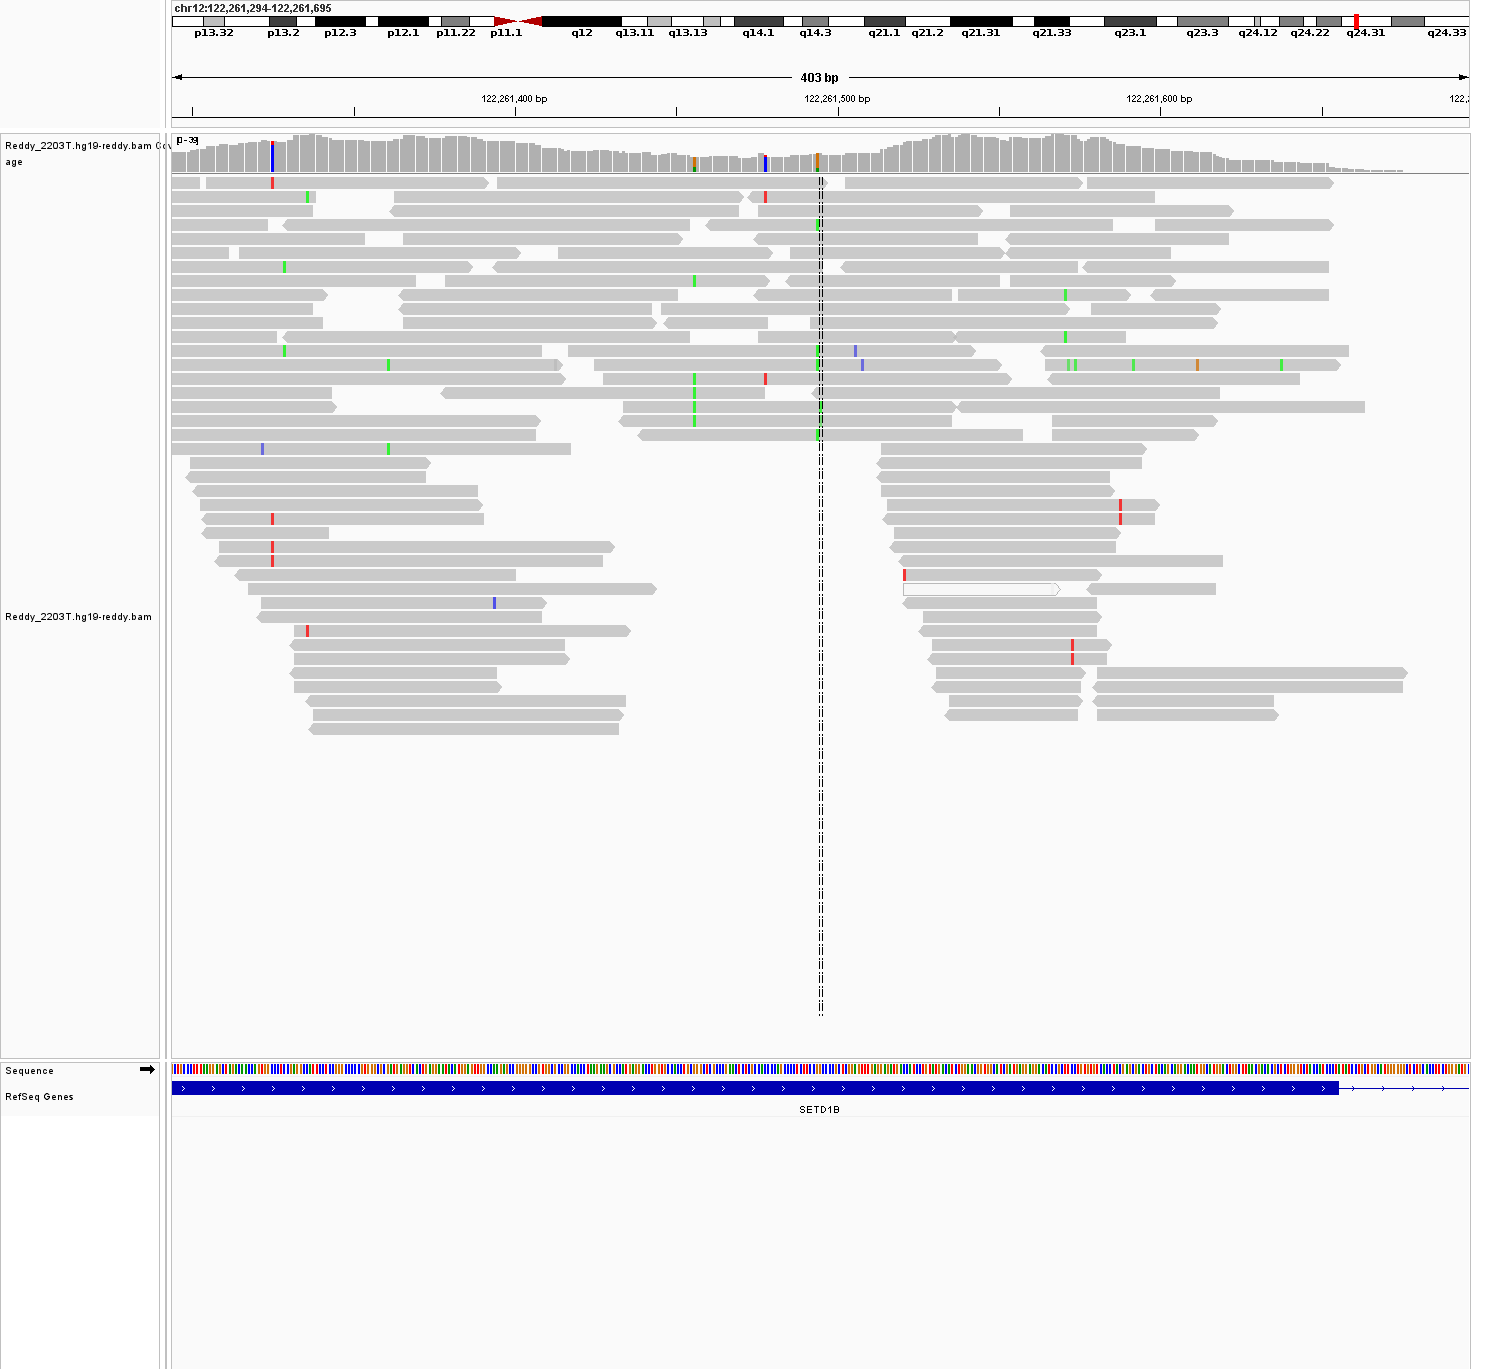 chr12:122,261,294-122,261,695
p13.32 p13.2 p12.3 p12.1 p11.22 p11.1 q12 q13.11 q13.13 q14.1 q14.3 q21.1 q21.2 q21.31 q21.33 q23.1 q23.3 q24.12 q24.22 q24.31 q24.33
403 bp
122,261,400 bp 122,261,500 bp 122,261,600 bp 122,2
[0-39]
Reddy_2203T.hg19-reddy.bam Cov
age
Reddy_2203T.hg19-reddy.bam
Sequence
RefSeq Genes
SETD1B